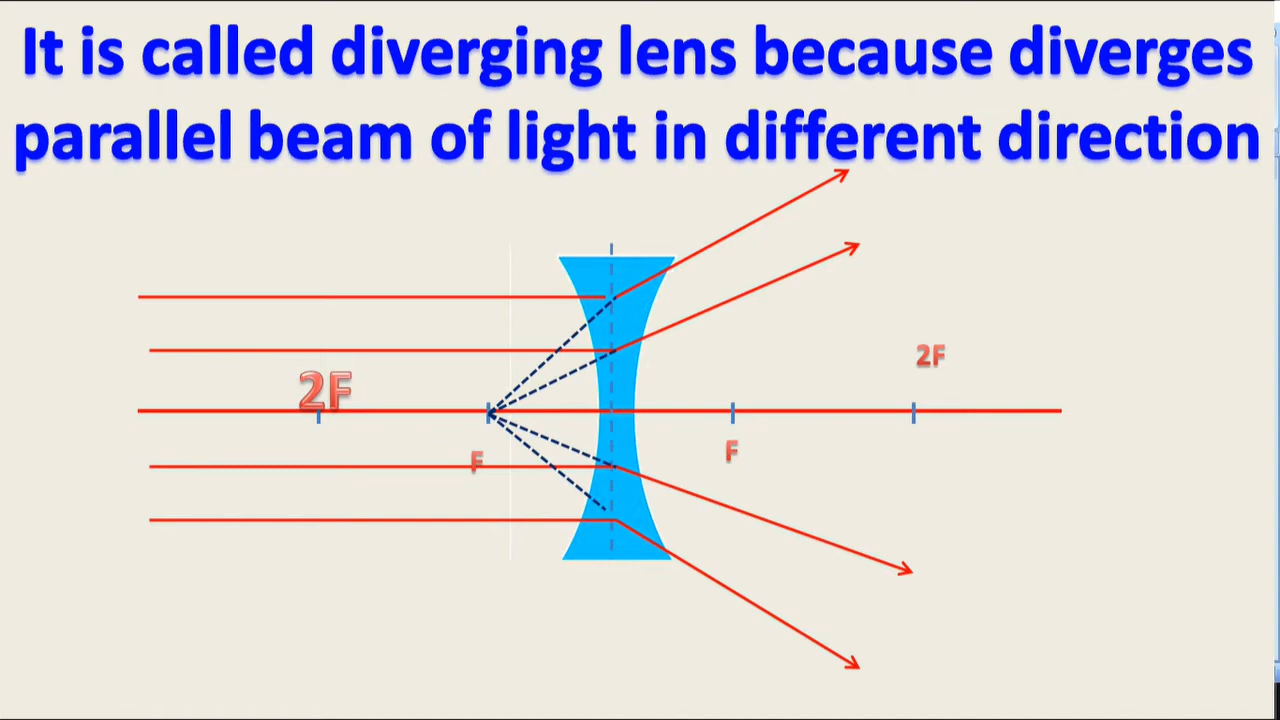 It is called diverging lens because diverges
parallel beam of light in different direction
2F
2F
F
F